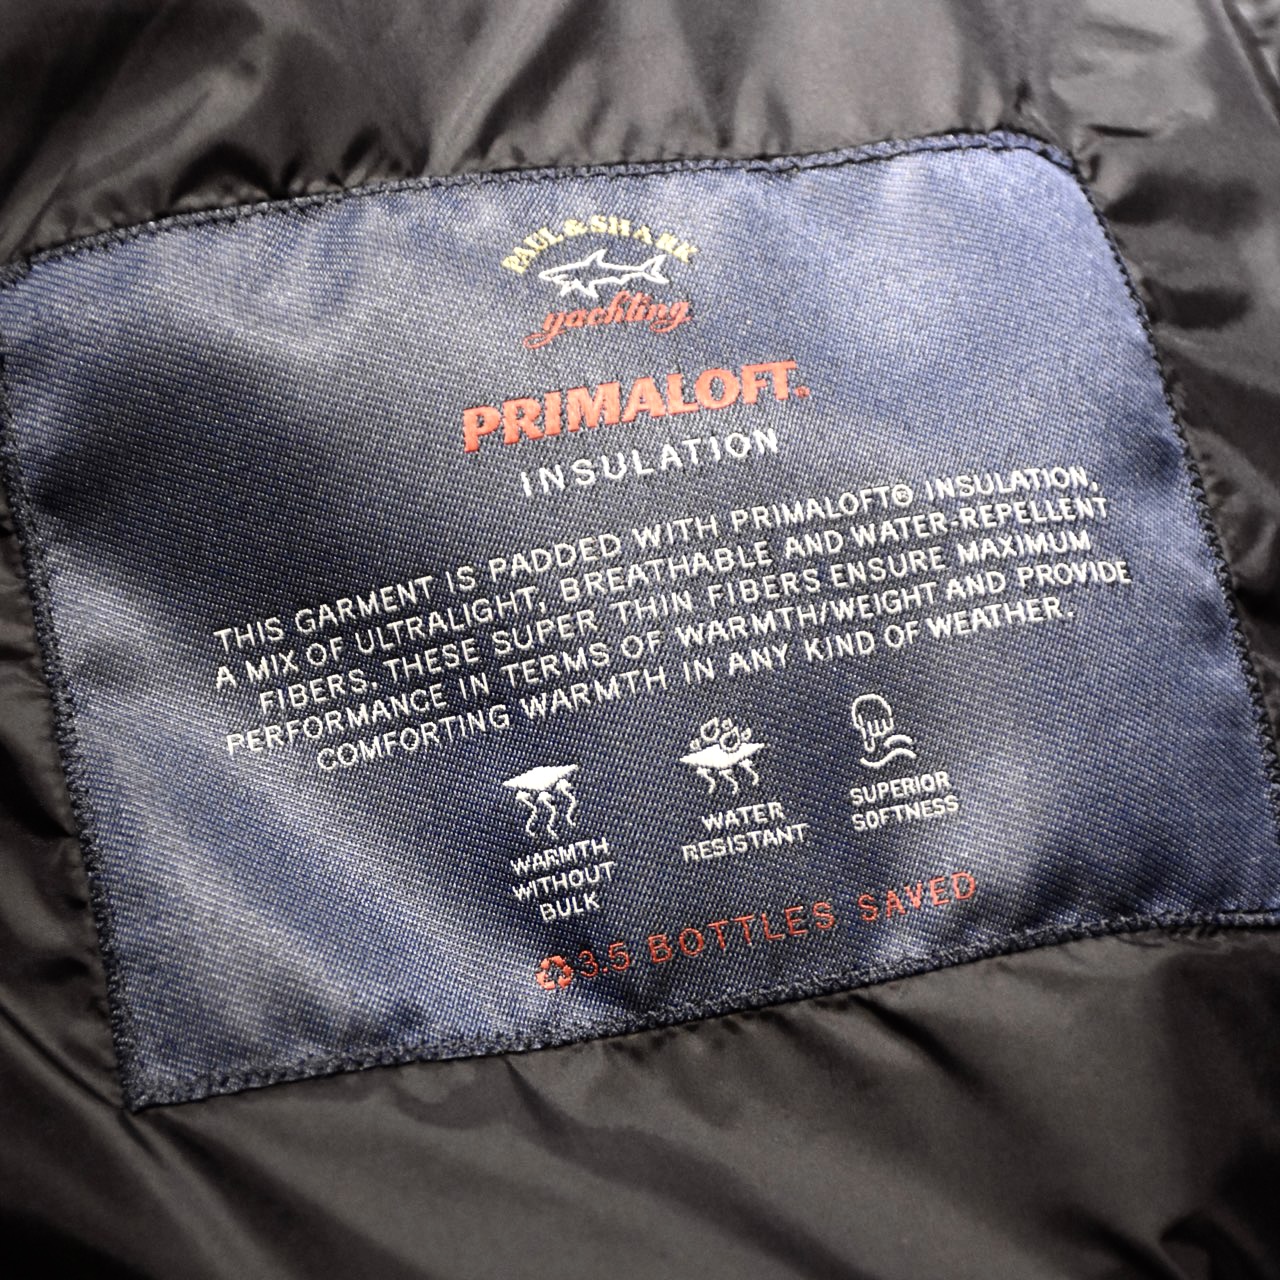 PAUL & SHARK
yachting
PRIMALOFT®
INSULATION
THIS GARMENT IS PADDED WITH PRIMALOFT® INSULATION,
A MIX OF ULTRALIGHT, BREATHABLE AND WATER-REPELLENT
FIBERS. THESE SUPER THIN FIBERS ENSURE MAXIMUM
PERFORMANCE IN TERMS OF WARMTH/WEIGHT AND PROVIDE
COMFORTING WARMTH IN ANY KIND OF WEATHER.
WARMTH
WITHOUT
BULK
WATER
RESISTANT
SUPERIOR
SOFTNESS
3.5 BOTTLES SAVED